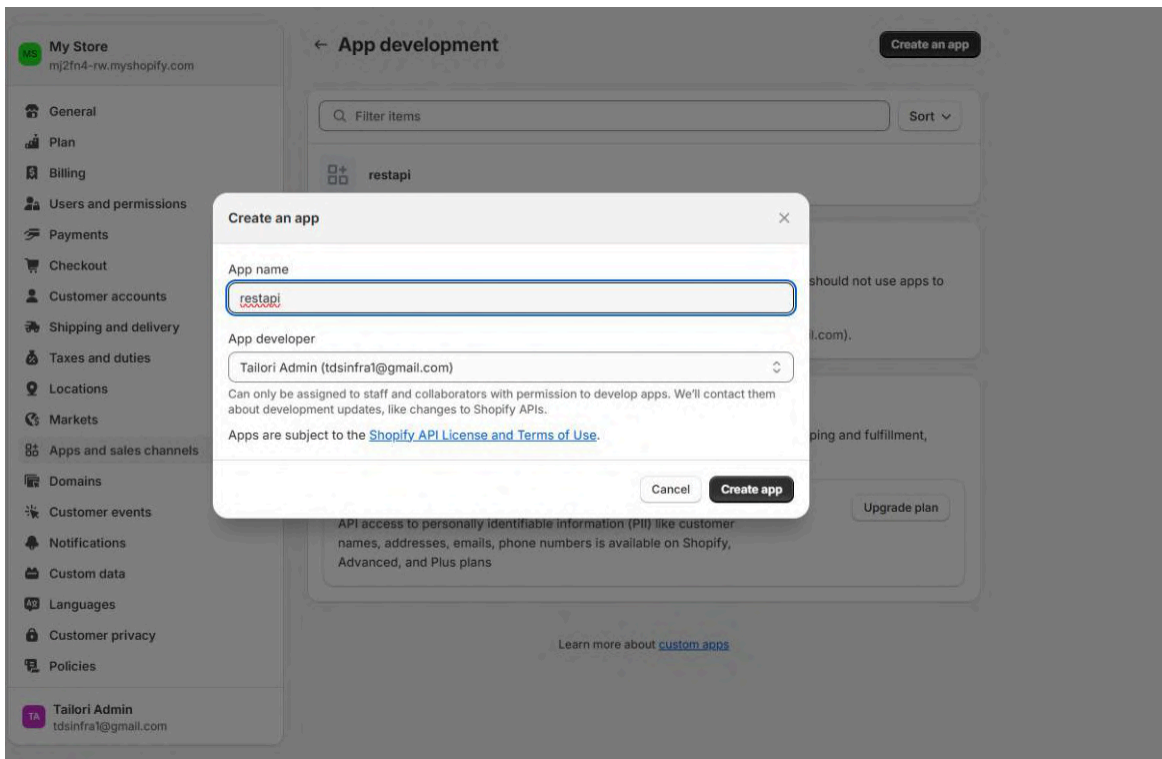 MS
My Store
mj2fn4-rw.myshopify.com
General
Plan
Billing
Users and permissions
Payments
Checkout
Customer accounts
Shipping and delivery
Taxes and duties
Locations
Markets
Apps and sales channels
Domains
Customer events
Notifications
Custom data
Languages
Customer privacy
Policies
TA
Tailori Admin
tdsinfra1@gmail.com
← App development
Create an app
Filter items
Sort
restapi
should not use apps to
l.com).
ping and fulfillment,
Upgrade plan
API access to personally identifiable information (PII) like customer
names, addresses, emails, phone numbers is available on Shopify,
Advanced, and Plus plans
Learn more about custom apps
Create an app
App name
restapi
App developer
Tailori Admin (tdsinfra1@gmail.com)
Can only be assigned to staff and collaborators with permission to develop apps. We'll contact them
about development updates, like changes to Shopify APIs.
Apps are subject to the Shopify API License and Terms of Use.
Cancel
Create app